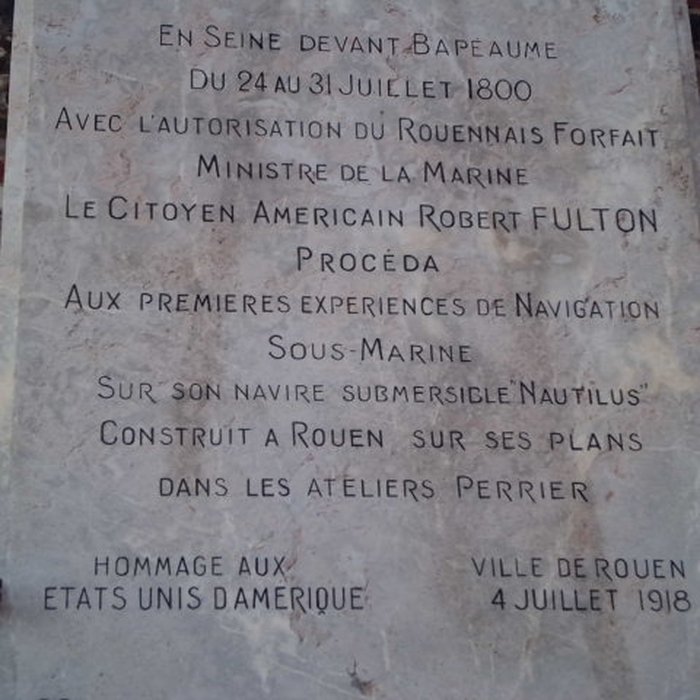 EN SEINE DEVANT BAPEAUME
DU 24 AU 31 JUILLET 1800
AVEC L'AUTORISATION DU ROUENNAIS FORFAIT
MINISTRE DE LA MARINE
LE CITOYEN AMERICAIN ROBERT FULTON
PROCÉDA
AUX PREMIERES EXPERIENCES DE NAVIGATION
SOUS-MARINE
SUR SON NAVIRE SUBMERSIBLE "NAUTILUS"
CONSTRUIT A ROUEN SUR SES PLANS
DANS LES ATELIERS PERRIER
HOMMAGE AUX
ETATS UNIS D'AMERIQUE
VILLE DE ROUEN
4 JUILLET 1918